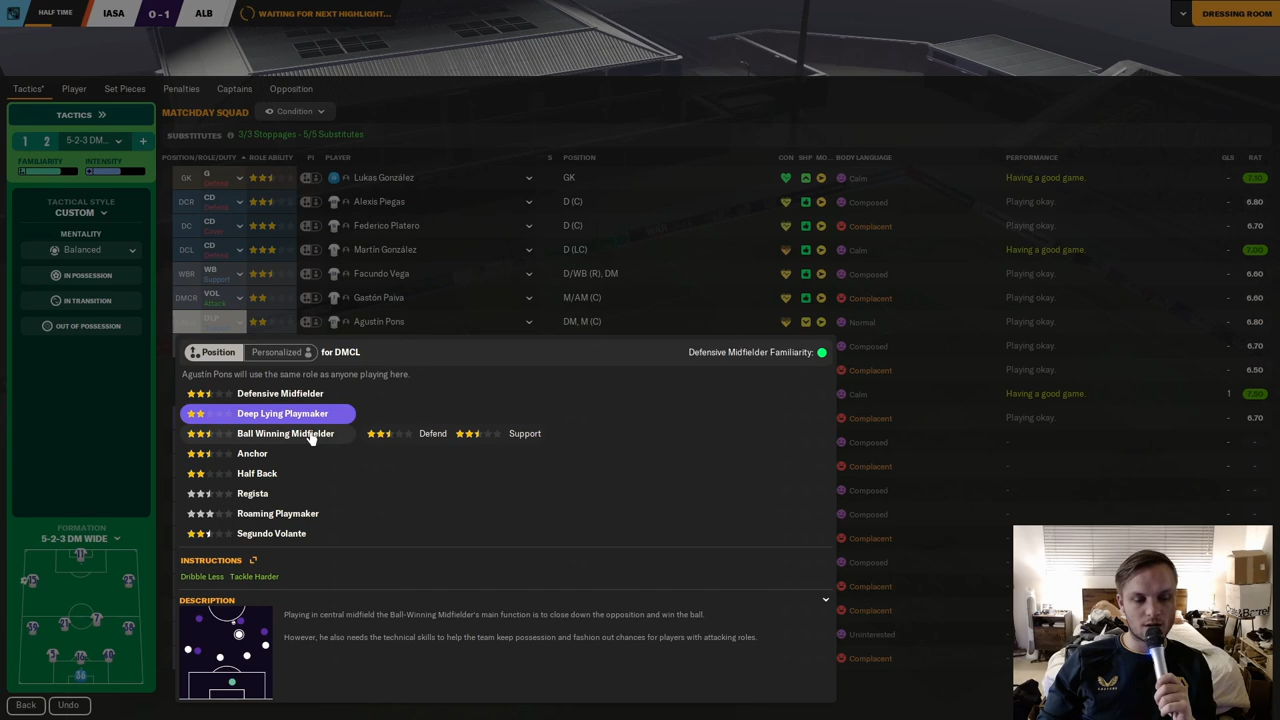 HALF TIME IASA 0 - 1 ALB WAITING FOR NEXT HIGHLIGHT... DRESSING ROOM
Tactics* Player Set Pieces Penalties Captains Opposition
TACTICS
1 2 5-2-3 DM...
FAMILIARITY INTENSITY
TACTICAL STYLE
CUSTOM
MENTALITY
Balanced
IN POSSESSION
IN TRANSITION
OUT OF POSSESSION
FORMATION
5-2-3 DM WIDE
Back Undo
MATCHDAY SQUAD Condition
SUBSTITUTES 3/3 Stoppages - 5/5 Substitutes
POSITION/ROLE/DUTY ROLE ABILITY PI PLAYER S POSITION CON SHP MO... BODY LANGUAGE PERFORMANCE GLS RAT
GK G Defend Lukas González GK Calm Having a good game. - 7.10
DCR CD Defend Alexis Piegas D (C) Composed Playing okay. - 6.80
DC CD Cover Federico Platero D (C) Complacent Playing okay. - 6.70
DCL CD Defend Martín González D (LC) Calm Having a good game. - 7.00
WBR WB Support Facundo Vega D/WB (R), DM Composed Playing okay. - 6.60
DMCR VOL Attack Gastón Paiva M/AM (C) Complacent Playing okay. - 6.60
DLP Agustín Pons DM, M (C) Normal Playing okay. - 6.80
Composed Playing okay. - 6.70
Complacent Playing okay. - 6.50
Calm Having a good game. 1 7.50
Complacent Playing okay. - 6.70
Composed
Complacent
Composed
Composed
Complacent
Composed
Complacent
Complacent
Uninterested
Complacent
Position Personalized for DMCL Defensive Midfielder Familiarity:
Agustín Pons will use the same role as anyone playing here.
Defensive Midfielder
Deep Lying Playmaker
Ball Winning Midfielder Defend Support
Anchor
Half Back
Regista
Roaming Playmaker
Segundo Volante
INSTRUCTIONS
Dribble Less Tackle Harder
DESCRIPTION
Playing in central midfield the Ball-Winning Midfielder's main function is to close down the opposition and win the ball.
However, he also needs the technical skills to help the team keep possession and fashion out chances for players with attacking roles.
Crate&Barrel